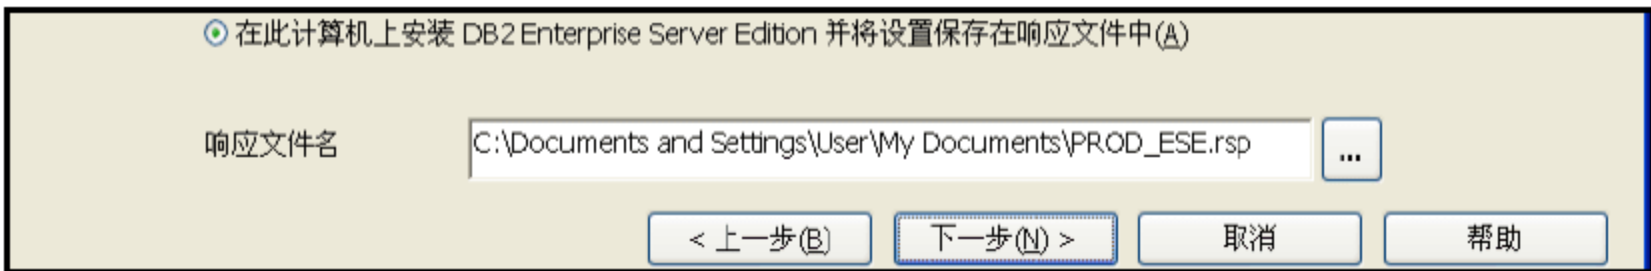 在此计算机上安装 DB2 Enterprise Server Edition 并将设置保存在响应文件中(A)
响应文件名 C:\Documents and Settings\User\My Documents\PROD_ESE.rsp ...
< 上一步(B) 下一步(N) > 取消 帮助